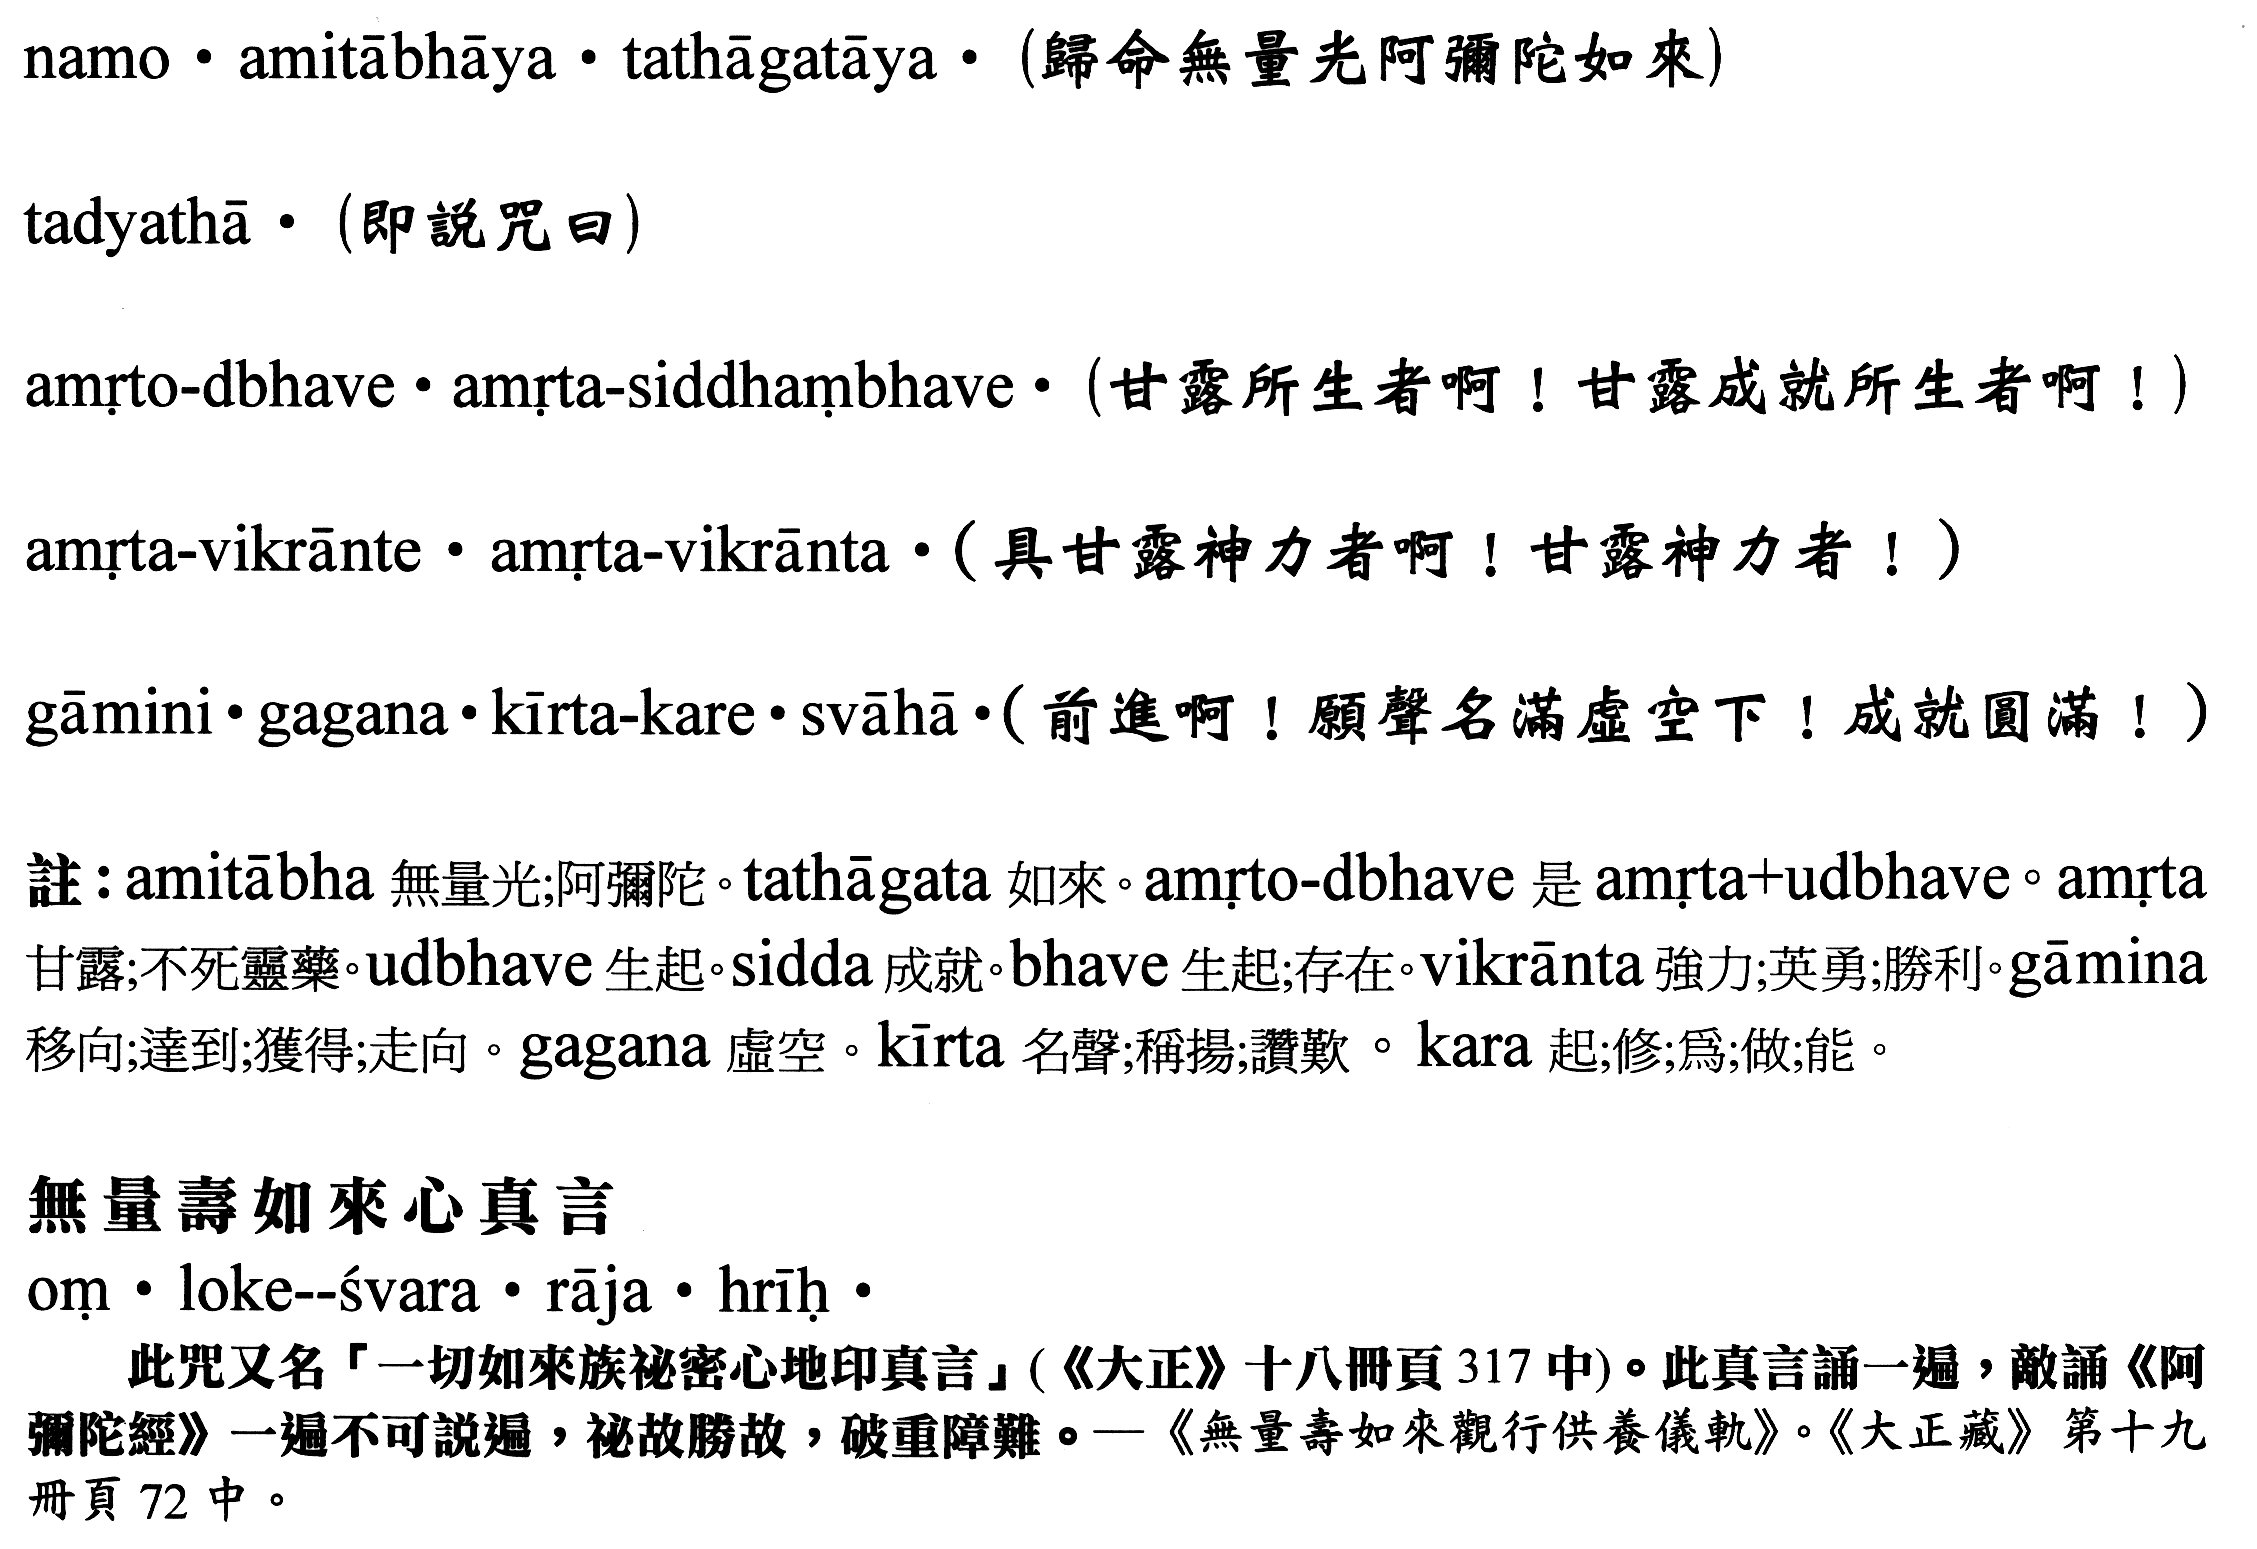 namo・amitābhāya・tathāgatāya・(歸命無量光阿彌陀如來)
tadyathā・(即説咒曰)
amṛto-dbhave・amṛta-siddhaṃbhave・(甘露所生者啊！甘露成就所生者啊！)
amṛta-vikrānte・amṛta-vikrānta・(具甘露神力者啊！甘露神力者！)
gāmini・gagana・kīrta-kare・svāhā・(前進啊！願聲名滿虛空下！成就圓滿！)
註：amitābha 無量光;阿彌陀。tathāgata 如來。amṛto-dbhave 是 amṛta+udbhave。amṛta
甘露;不死靈藥。udbhave 生起。sidda 成就。bhave 生起;存在。vikrānta 強力;英勇;勝利。gāmina
移向;達到;獲得;走向。gagana 虛空。kīrta 名聲;稱揚;讚歎。kara 起;修;爲;做;能。
無量壽如來心真言
oṃ・loke--śvara・rāja・hrīḥ・
此咒又名「一切如來族祕密心地印真言」(《大正》十八冊頁 317 中)。此真言誦一遍，敵誦《阿
彌陀經》一遍不可説遍，祕故勝故，破重障難。—《無量壽如來觀行供養儀軌》。《大正藏》第十九
冊頁 72 中。